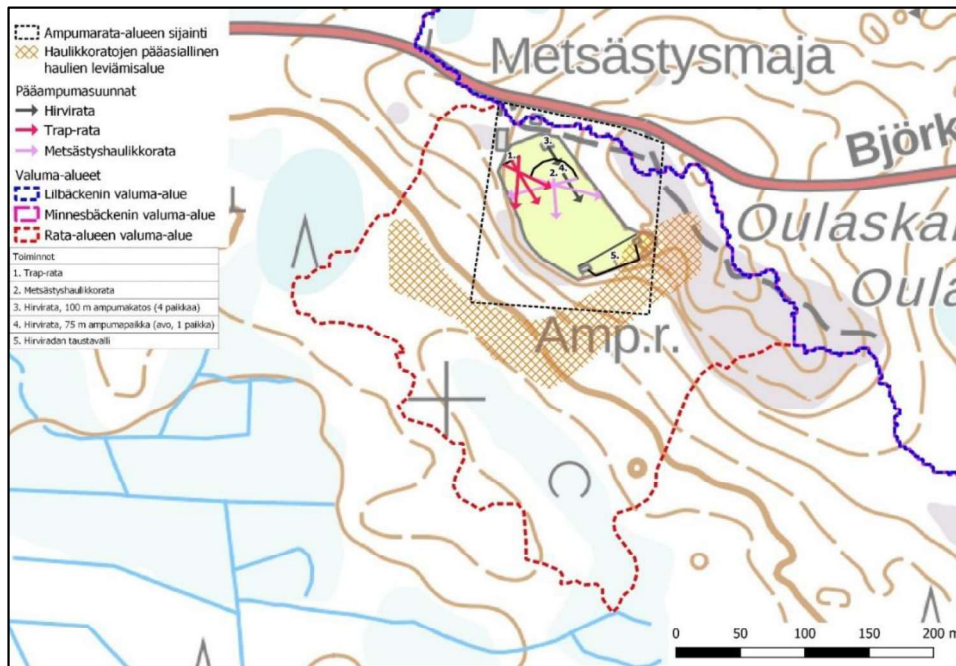 Ampumarata-alueen sijainti
Haulikkoratojen pääasiallinen
haulien leviämisalue
Pääampumasuunnat
Hirvirata
Trap-rata
Metsästyshaulikkorata
Valuma-alueet
Lilbäckenin valuma-alue
Minnesbäckenin valuma-alue
Rata-alueen valuma-alue
Toiminnot
1. Trap-rata
2. Metsästyshaulikkorata
3. Hirvirata, 100 m ampumakatos (4 paikkaa)
4. Hirvirata, 75 m ampumapaikka (avo, 1 paikka)
5. Hirviradan taustavalli
Metsästysmaja
Björk
3.
1.
4.
2.
Oulaskan
5.
Oula
Amp.r.
0 50 100 150 200 m